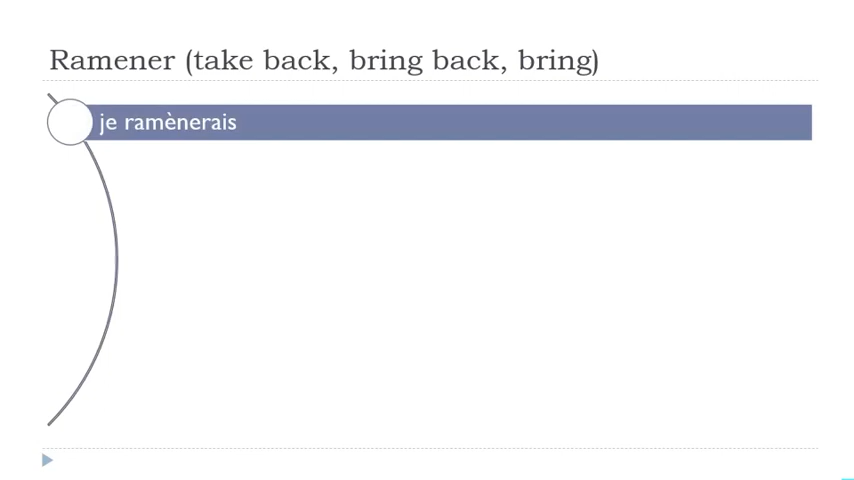 Ramener (take back, bring back, bring)
je ramènerais